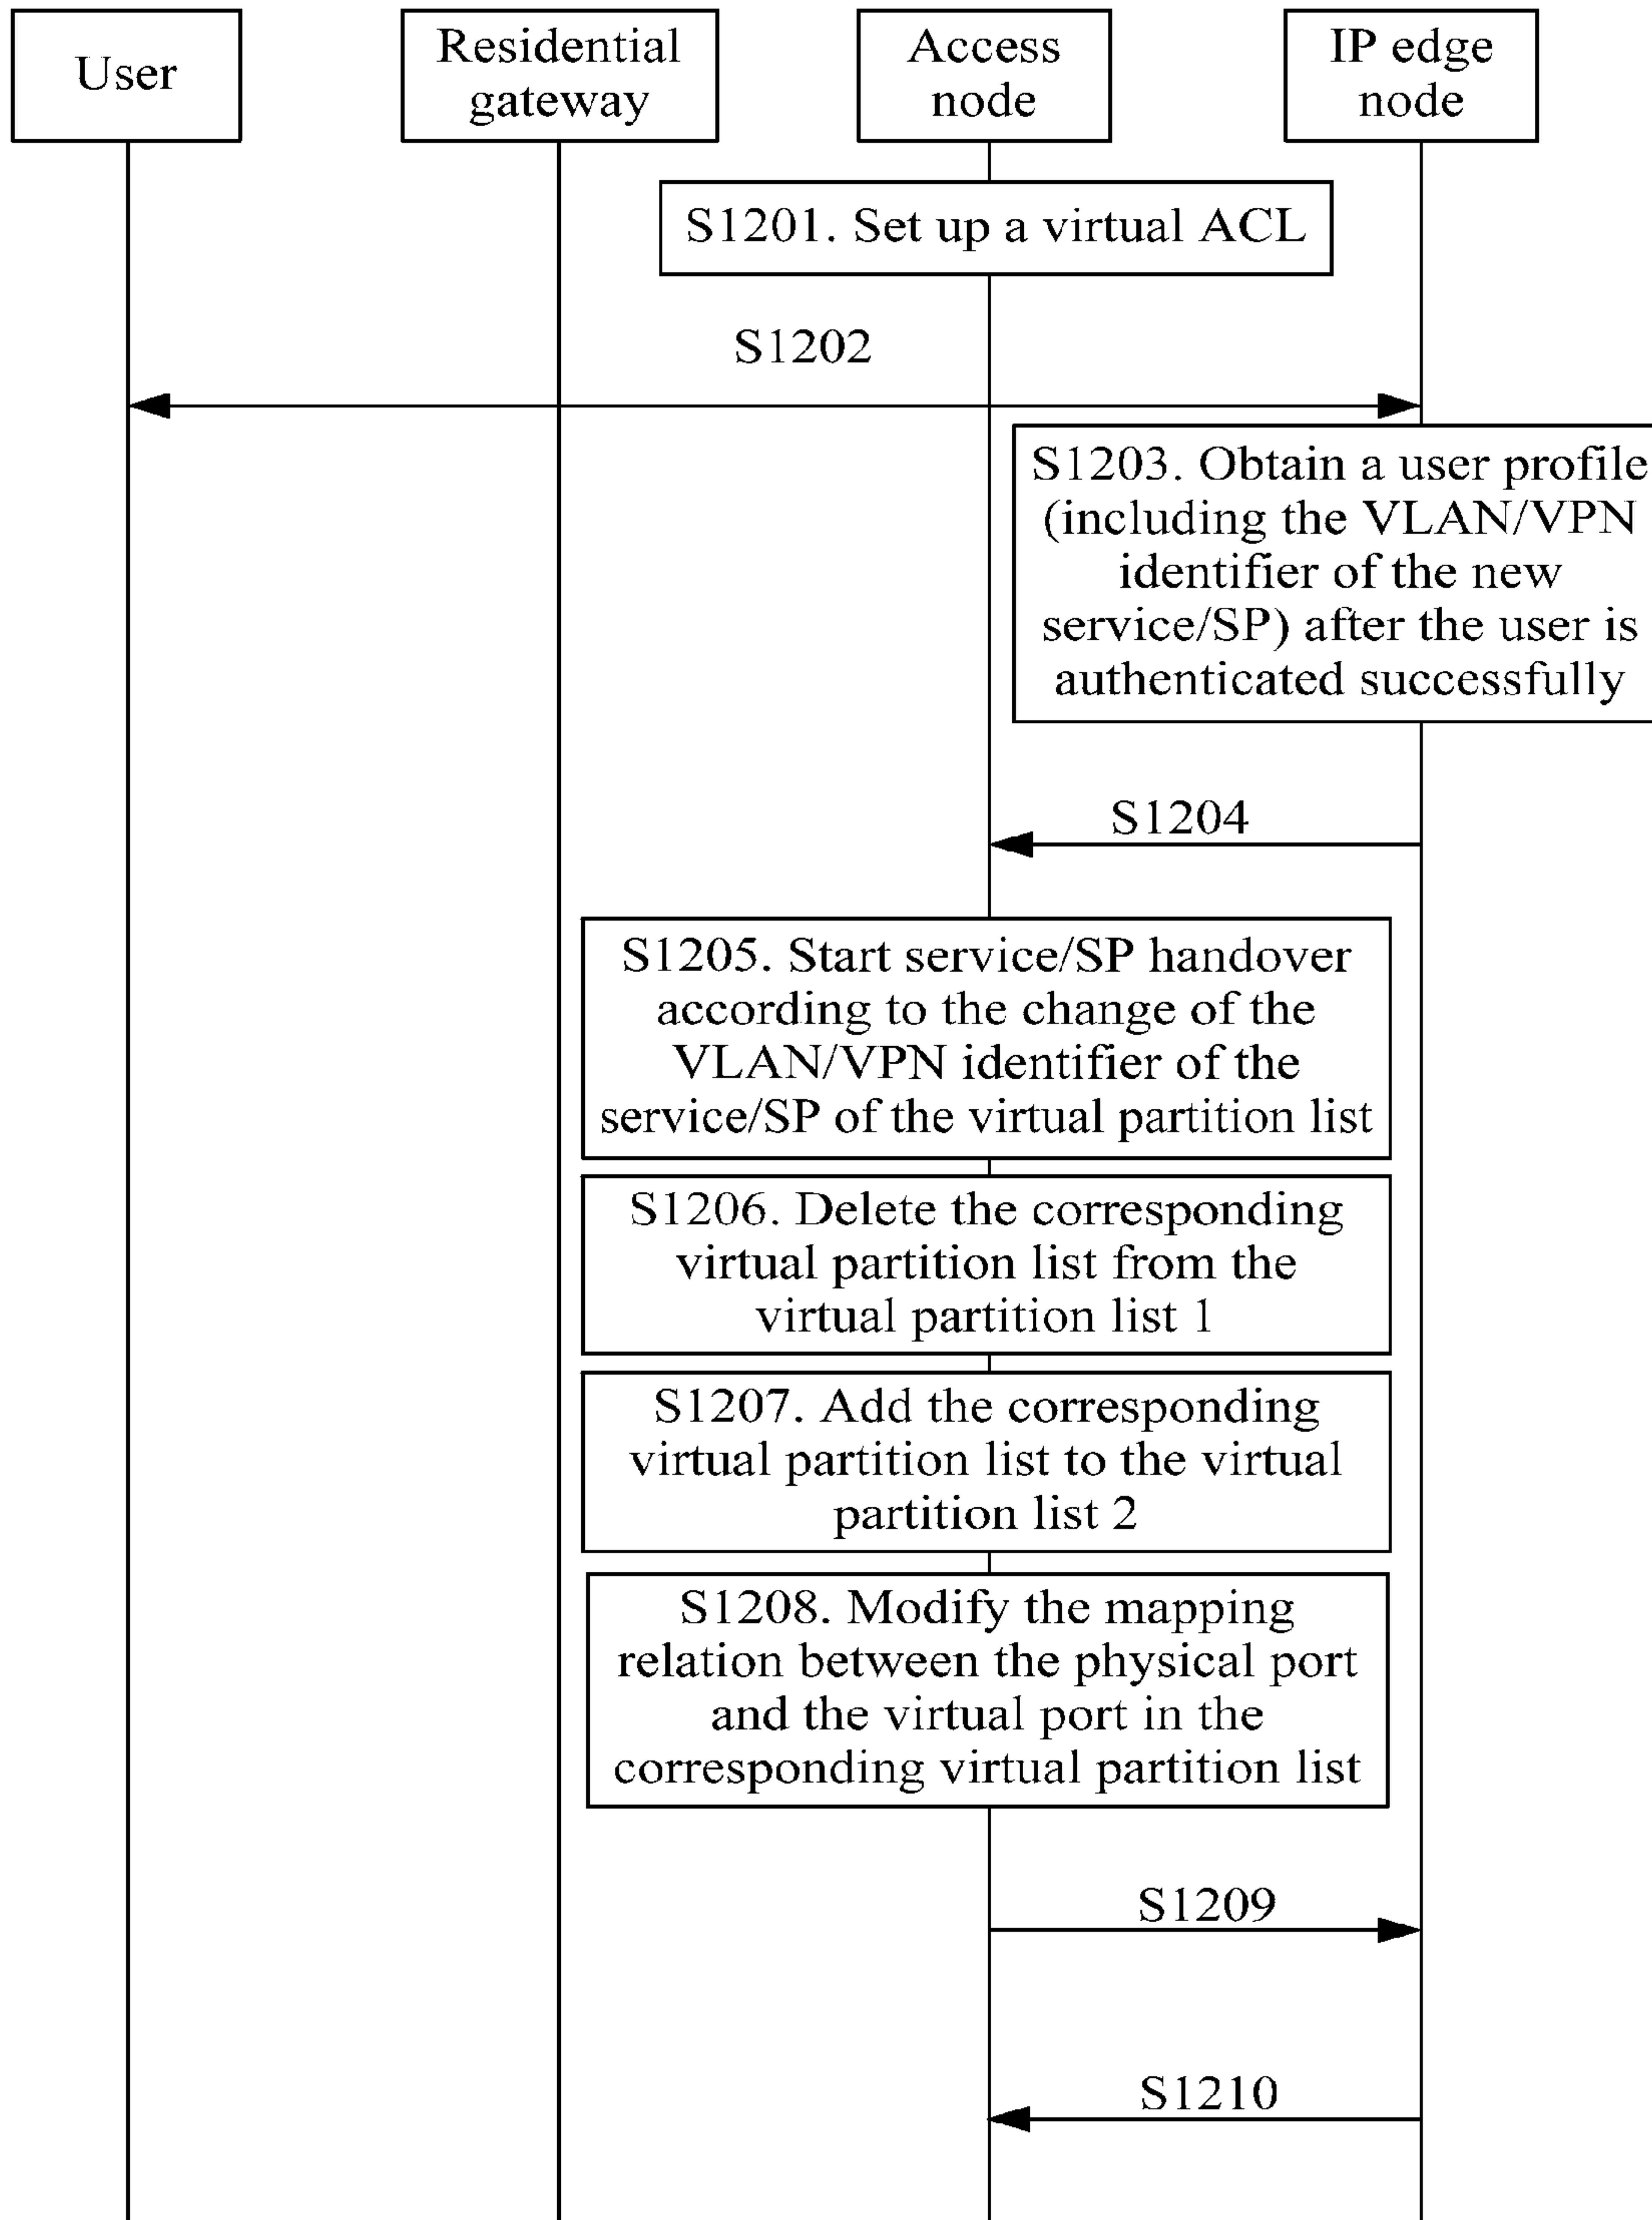 User
Residential
gateway
Access
node
IP edge
node
S1201. Set up a virtual ACL
S1202
S1203. Obtain a user profile
(including the VLAN/VPN
identifier of the new
service/SP) after the user is
authenticated successfully
S1204
S1205. Start service/SP handover
according to the change of the
VLAN/VPN identifier of the
service/SP of the virtual partition list
S1206. Delete the corresponding
virtual partition list from the
virtual partition list 1
S1207. Add the corresponding
virtual partition list to the virtual
partition list 2
S1208. Modify the mapping
relation between the physical port
and the virtual port in the
corresponding virtual partition list
S1209
S1210